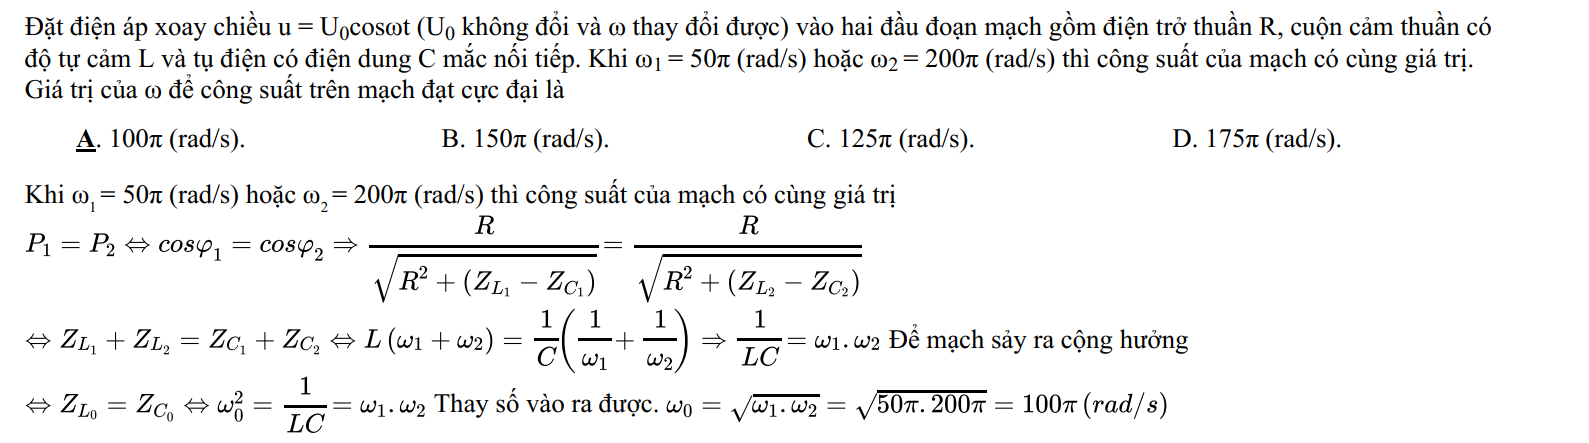 Đặt điện áp xoay chiều u = U₀cosωt (U₀ không đổi và ω thay đổi được) vào hai đầu đoạn mạch gồm điện trở thuần R, cuộn cảm thuần có
độ tự cảm L và tụ điện có điện dung C mắc nối tiếp. Khi ω₁ = 50π (rad/s) hoặc ω₂ = 200π (rad/s) thì công suất của mạch có cùng giá trị.
Giá trị của ω để công suất trên mạch đạt cực đại là
A. 100π (rad/s). B. 150π (rad/s). C. 125π (rad/s). D. 175π (rad/s).
Khi ω₁ = 50π (rad/s) hoặc ω₂ = 200π (rad/s) thì công suất của mạch có cùng giá trị
$P_1 = P_2 \Leftrightarrow cos\varphi_1 = cos\varphi_2 \Rightarrow \frac{R}{\sqrt{R^2 + (Z_{L_1} - Z_{C_1})}} = \frac{R}{\sqrt{R^2 + (Z_{L_2} - Z_{C_2})}}$
$\Leftrightarrow Z_{L_1} + Z_{L_2} = Z_{C_1} + Z_{C_2} \Leftrightarrow L(\omega_1 + \omega_2) = \frac{1}{C}\left(\frac{1}{\omega_1} + \frac{1}{\omega_2}\right) \Rightarrow \frac{1}{LC} = \omega_1.\omega_2$ Để mạch sảy ra cộng hưởng
$\Leftrightarrow Z_{L_0} = Z_{C_0} \Leftrightarrow \omega_0^2 = \frac{1}{LC} = \omega_1.\omega_2$ Thay số vào ra được. $\omega_0 = \sqrt{\omega_1.\omega_2} = \sqrt{50\pi.200\pi} = 100\pi\,(rad/s)$